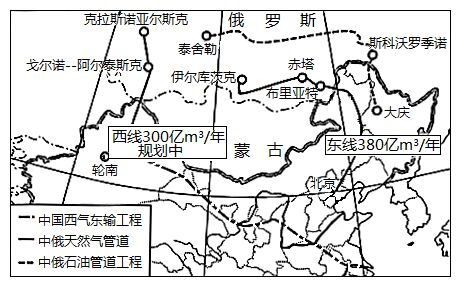 克拉斯诺亚尔斯克
俄罗斯
泰舍勒
斯科沃罗季诺
戈尔诺--阿尔泰斯克
伊尔库茨克
赤塔
布里亚特
大庆
西线300亿m³/年
规划中
蒙古
东线380亿m³/年
轮南
北京
中国西气东输工程
中俄天然气管道
中俄石油管道工程